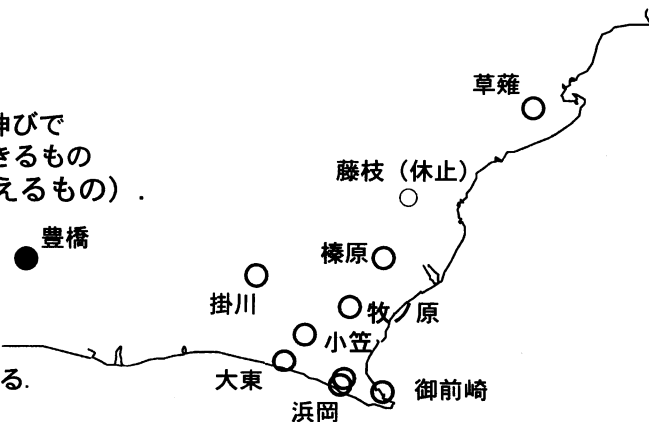 草薙
伸びで
きるもの
えるもの）.
藤枝（休止）
豊橋
榛原
掛川
牧ノ原
小笠
る.
大東
御前崎
浜岡